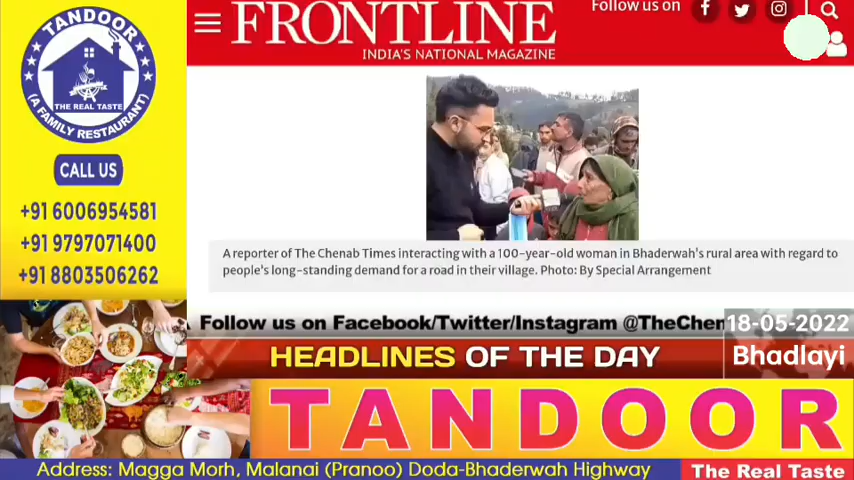 TANDOOR
THE REAL TASTE
(A FAMILY RESTAURANT)
CALL US
+91 6006954581
+91 9797071400
+91 8803506262
Follow us on
FRONTLINE
INDIA'S NATIONAL MAGAZINE
A reporter of The Chenab Times interacting with a 100-year-old woman in Bhaderwah's rural area with regard to
people's long-standing demand for a road in their village. Photo: By Special Arrangement
Follow us on Facebook/Twitter/Instagram @TheChen
18-05-2022
HEADLINES OF THE DAY
Bhadlayi
TANDOOR
Address: Magga Morh, Malanai (Pranoo) Doda-Bhaderwah Highway
The Real Taste